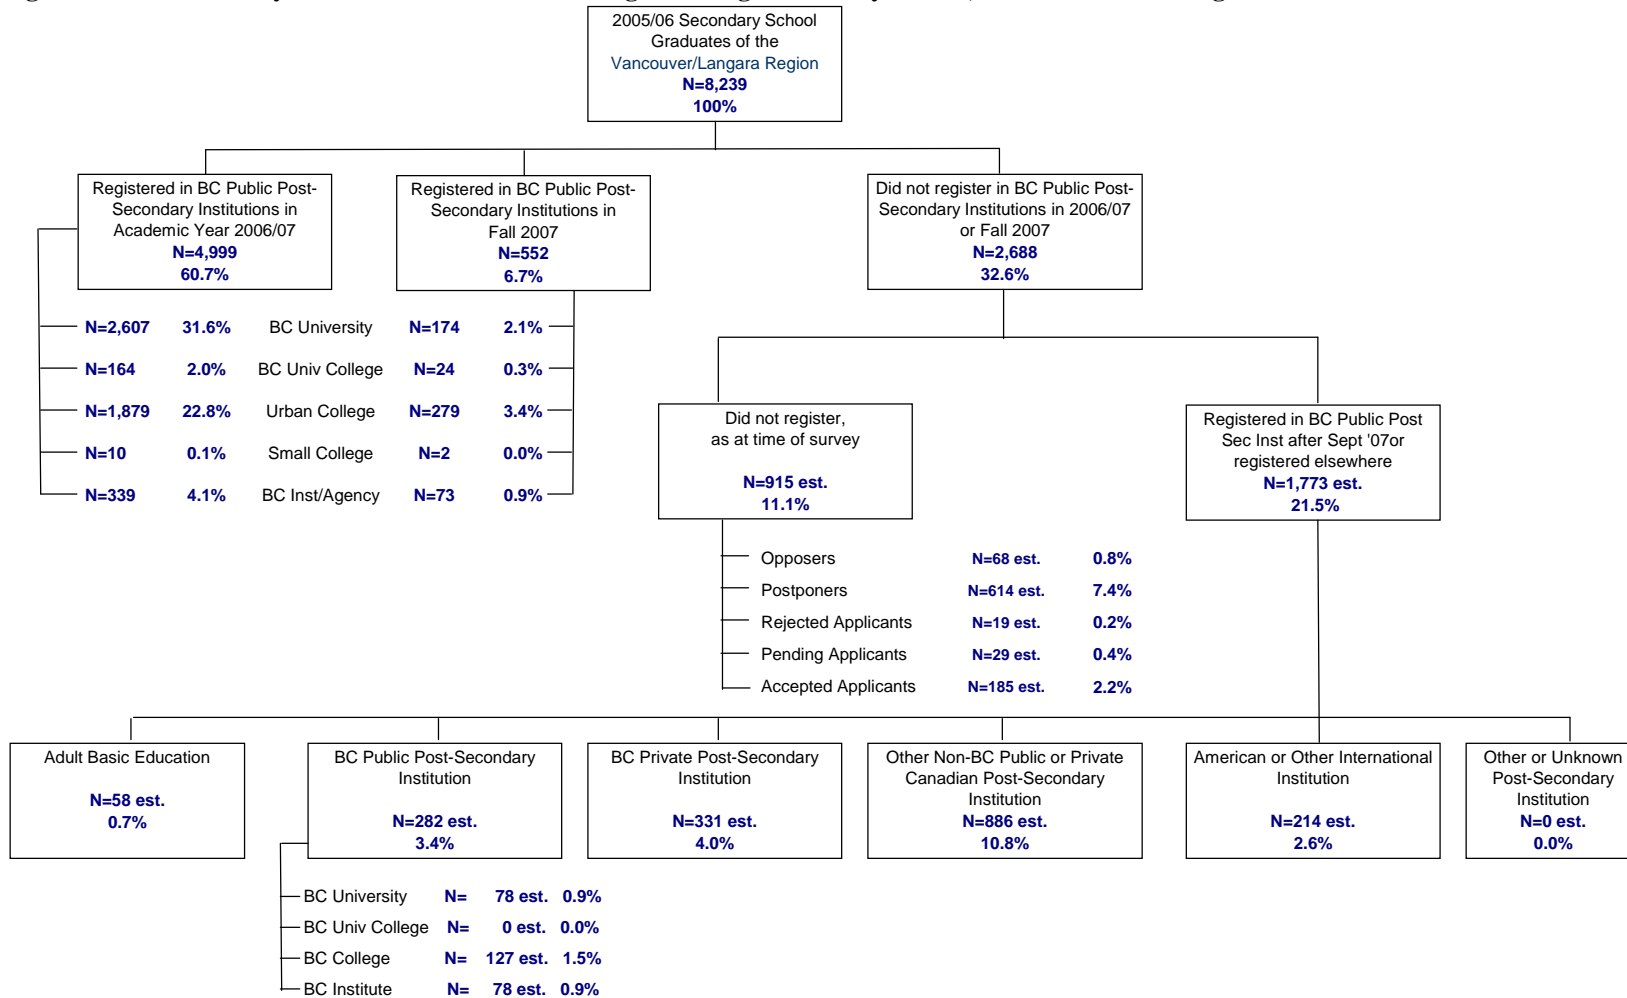 2005/06 Secondary School
Graduates of the
Vancouver/Langara Region
N=8,239
100%
Registered in BC Public Post-
Secondary Institutions in
Academic Year 2006/07
N=4,999
60.7%
Registered in BC Public Post-
Secondary Institutions in
Fall 2007
N=552
6.7%
Did not register in BC Public Post-
Secondary Institutions in 2006/07
or Fall 2007
N=2,688
32.6%
N=2,607 31.6% BC University N=174 2.1%
N=164 2.0% BC Univ College N=24 0.3%
N=1,879 22.8% Urban College N=279 3.4%
N=10 0.1% Small College N=2 0.0%
N=339 4.1% BC Inst/Agency N=73 0.9%
Did not register,
as at time of survey
N=915 est.
11.1%
Registered in BC Public Post
Sec Inst after Sept '07or
registered elsewhere
N=1,773 est.
21.5%
Opposers N=68 est. 0.8%
Postponers N=614 est. 7.4%
Rejected Applicants N=19 est. 0.2%
Pending Applicants N=29 est. 0.4%
Accepted Applicants N=185 est. 2.2%
Adult Basic Education
N=58 est.
0.7%
BC Public Post-Secondary
Institution
N=282 est.
3.4%
BC Private Post-Secondary
Institution
N=331 est.
4.0%
Other Non-BC Public or Private
Canadian Post-Secondary
Institution
N=886 est.
10.8%
American or Other International
Institution
N=214 est.
2.6%
Other or Unknown
Post-Secondary
Institution
N=0 est.
0.0%
BC University N= 78 est. 0.9%
BC Univ College N= 0 est. 0.0%
BC College N= 127 est. 1.5%
BC Institute N= 78 est. 0.9%